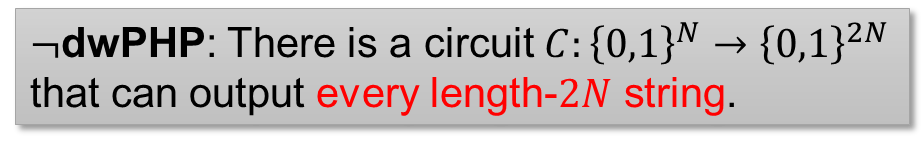 ¬dwPHP: There is a circuit 𝐶: {0,1}ᴺ → {0,1}²ᴺ
that can output every length-2𝑁 string.